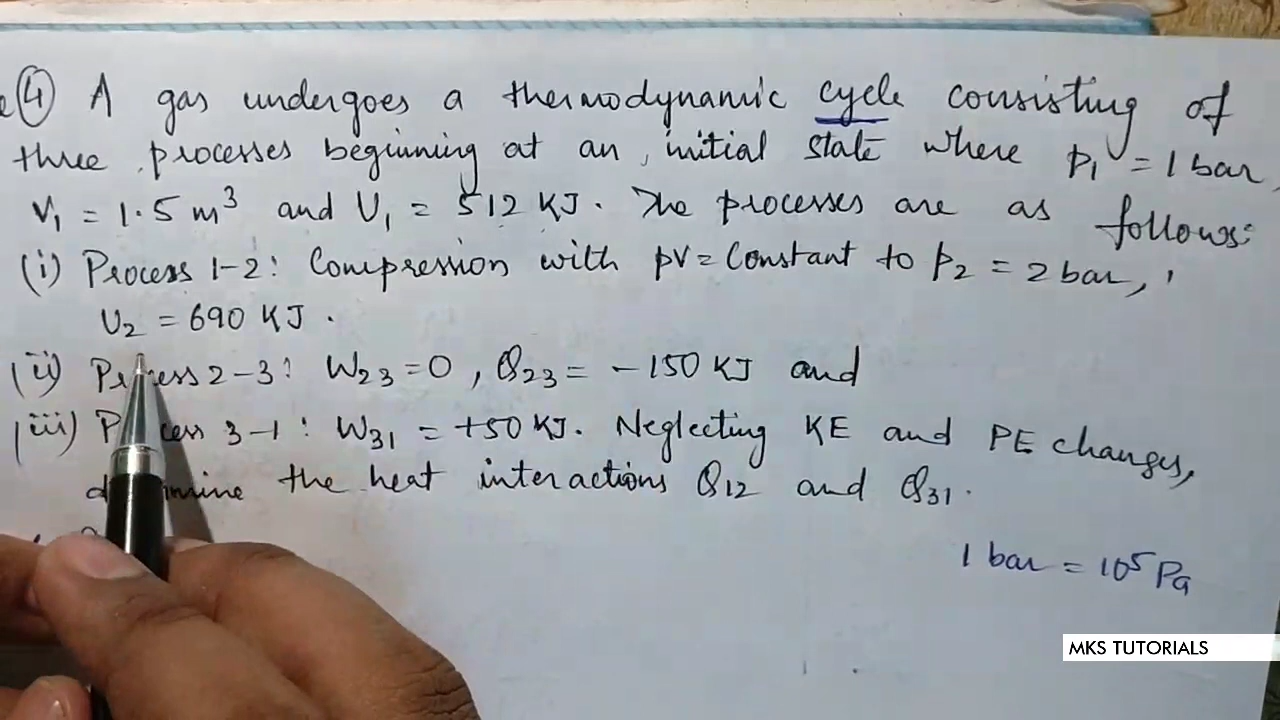 ④ A gas undergoes a thermodynamic cycle consisting of
three processes beginning at an initial state where p₁ = 1 bar,
V₁ = 1.5 m³ and U₁ = 512 KJ. The processes are as follows:
(i) Process 1-2: Compression with pV = Constant to p₂ = 2 bar,
U₂ = 690 KJ.
(ii) Process 2-3: W₂₃ = 0, Q₂₃ = -150 KJ and
(iii) 3-1: W₃₁ = +50 KJ. Neglecting KE and PE changes,
the heat interactions Q₁₂ and Q₃₁.
1 bar = 10⁵ Pa
MKS TUTORIALS